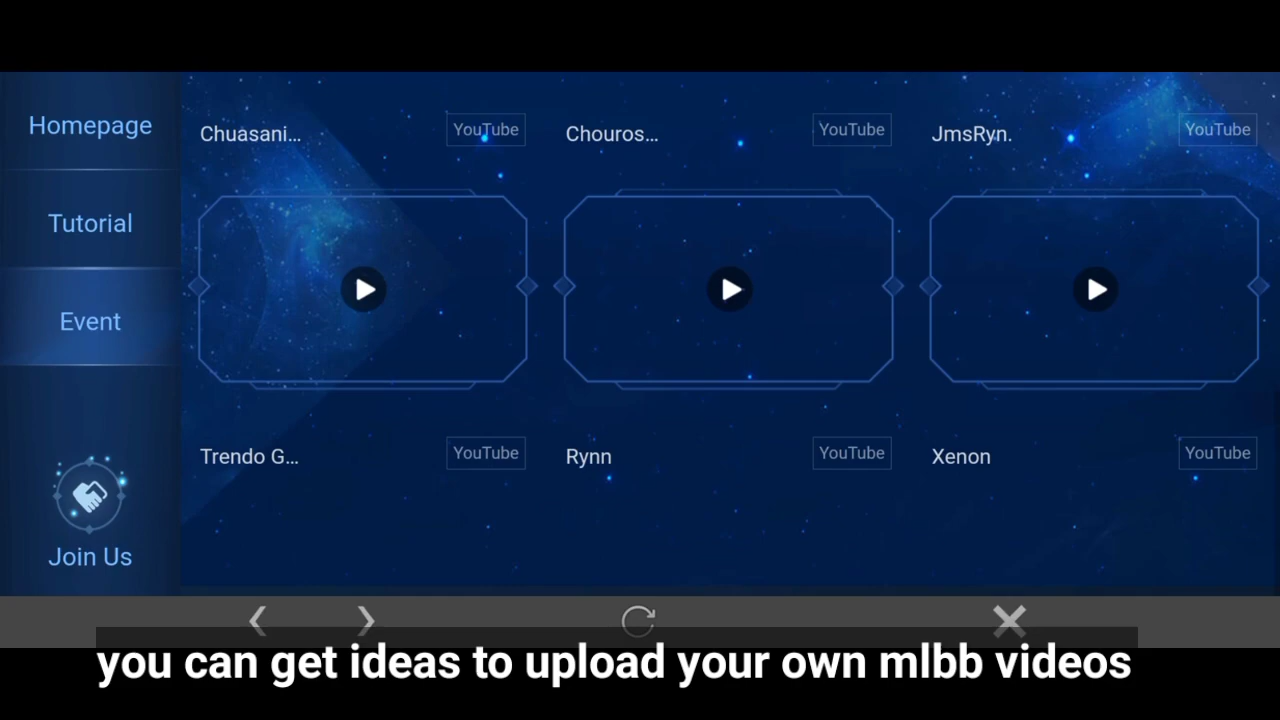 Homepage
Tutorial
Event
Join Us
Chuasani... YouTube
Chouros... YouTube
JmsRyn. YouTube
Trendo G... YouTube
Rynn YouTube
Xenon YouTube
you can get ideas to upload your own mlbb videos